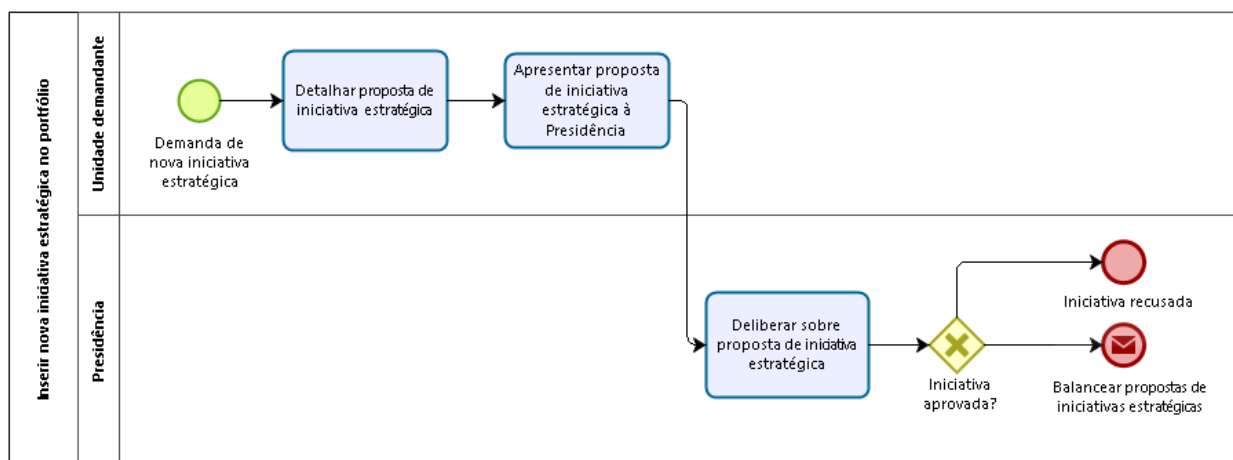 Inserir nova iniciativa estratégica no portfólio
Unidade demandante
Demanda de
nova iniciativa
estratégica
Detalhar proposta de
iniciativa estratégica
Apresentar proposta
de iniciativa
estratégica à
Presidência
Presidência
Deliberar sobre
proposta de iniciativa
estratégica
Iniciativa
aprovada?
Iniciativa recusada
Balancear propostas de
iniciativas estratégicas